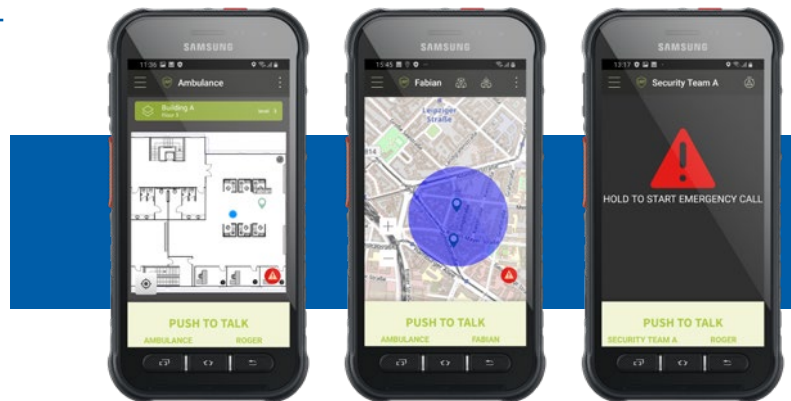 SAMSUNG
11:36
Ambulance
Building A
Floor 1
PUSH TO TALK
AMBULANCE ROGER
SAMSUNG
15:45
Fabian
Leipziger
Straße
B14
PUSH TO TALK
AMBULANCE FABIAN
SAMSUNG
13:17
Security Team A
HOLD TO START EMERGENCY CALL
PUSH TO TALK
SECURITY TEAM A ROGER